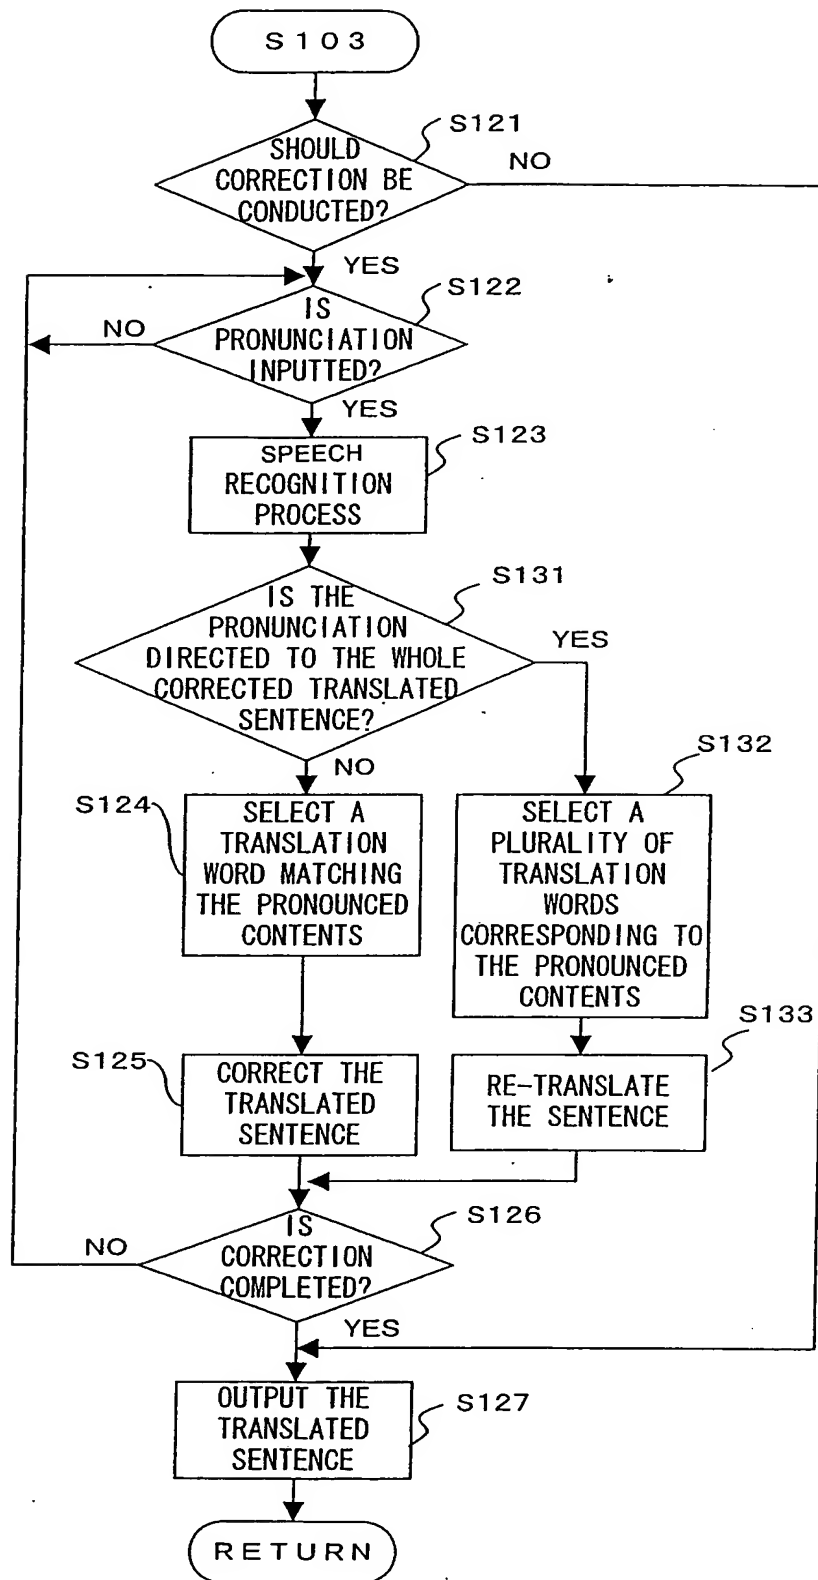 S103
S121
SHOULD
CORRECTION BE
CONDUCTED?
NO
YES
S122
IS
PRONUNCIATION
INPUTTED?
NO
YES
S123
SPEECH
RECOGNITION
PROCESS
S131
IS THE
PRONUNCIATION
DIRECTED TO THE WHOLE
CORRECTED TRANSLATED
SENTENCE?
YES
NO
S124
SELECT A
TRANSLATION
WORD MATCHING
THE PRONOUNCED
CONTENTS
S132
SELECT A
PLURALITY OF
TRANSLATION
WORDS
CORRESPONDING TO
THE PRONOUNCED
CONTENTS
S125
CORRECT THE
TRANSLATED
SENTENCE
S133
RE-TRANSLATE
THE SENTENCE
S126
IS
CORRECTION
COMPLETED?
NO
YES
S127
OUTPUT THE
TRANSLATED
SENTENCE
RETURN